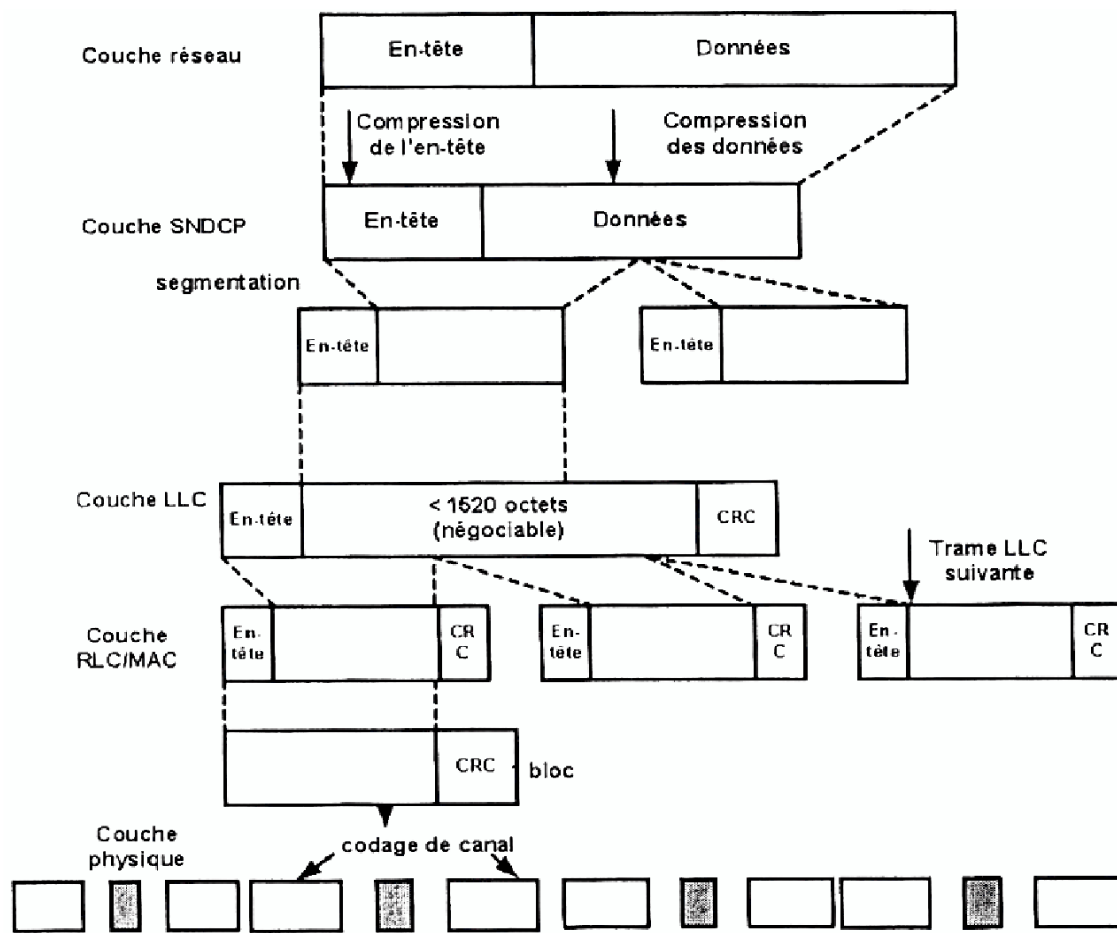 Couche réseau
En-tête
Données
Compression
de l'en-tête
Compression
des données
Couche SNDCP
En-tête
Données
segmentation
En-tête
En-tête
Couche LLC
En-tête
< 1520 octets
(négociable)
CRC
Trame LLC
suivante
Couche
RLC/MAC
En-
tête
CR
C
En-
tête
CR
C
En-
tête
CR
C
CRC
bloc
Couche
physique
codage de canal